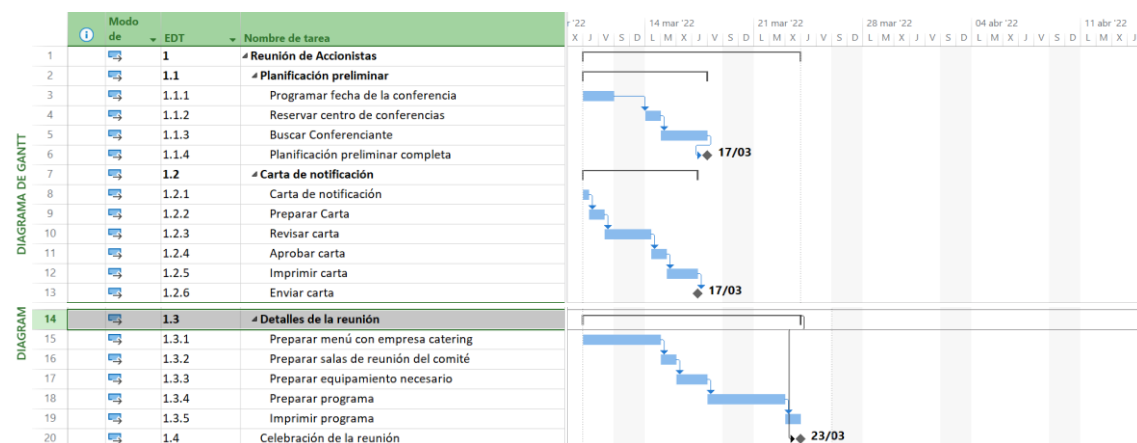 Modo de EDT Nombre de tarea
r '22 14 mar '22 21 mar '22 28 mar '22 04 abr '22 11 abr '22
X J V S D L M X J V S D L M X J V S D L M X J V S D L M X J V S D L M X J
DIAGRAMA DE GANTT
1 1 Reunión de Accionistas
2 1.1 Planificación preliminar
3 1.1.1 Programar fecha de la conferencia
4 1.1.2 Reservar centro de conferencias
5 1.1.3 Buscar Conferenciante
6 1.1.4 Planificación preliminar completa 17/03
7 1.2 Carta de notificación
8 1.2.1 Carta de notificación
9 1.2.2 Preparar Carta
10 1.2.3 Revisar carta
11 1.2.4 Aprobar carta
12 1.2.5 Imprimir carta
13 1.2.6 Enviar carta 17/03
DIAGRAM
14 1.3 Detalles de la reunión
15 1.3.1 Preparar menú con empresa catering
16 1.3.2 Preparar salas de reunión del comité
17 1.3.3 Preparar equipamiento necesario
18 1.3.4 Preparar programa
19 1.3.5 Imprimir programa
20 1.4 Celebración de la reunión 23/03